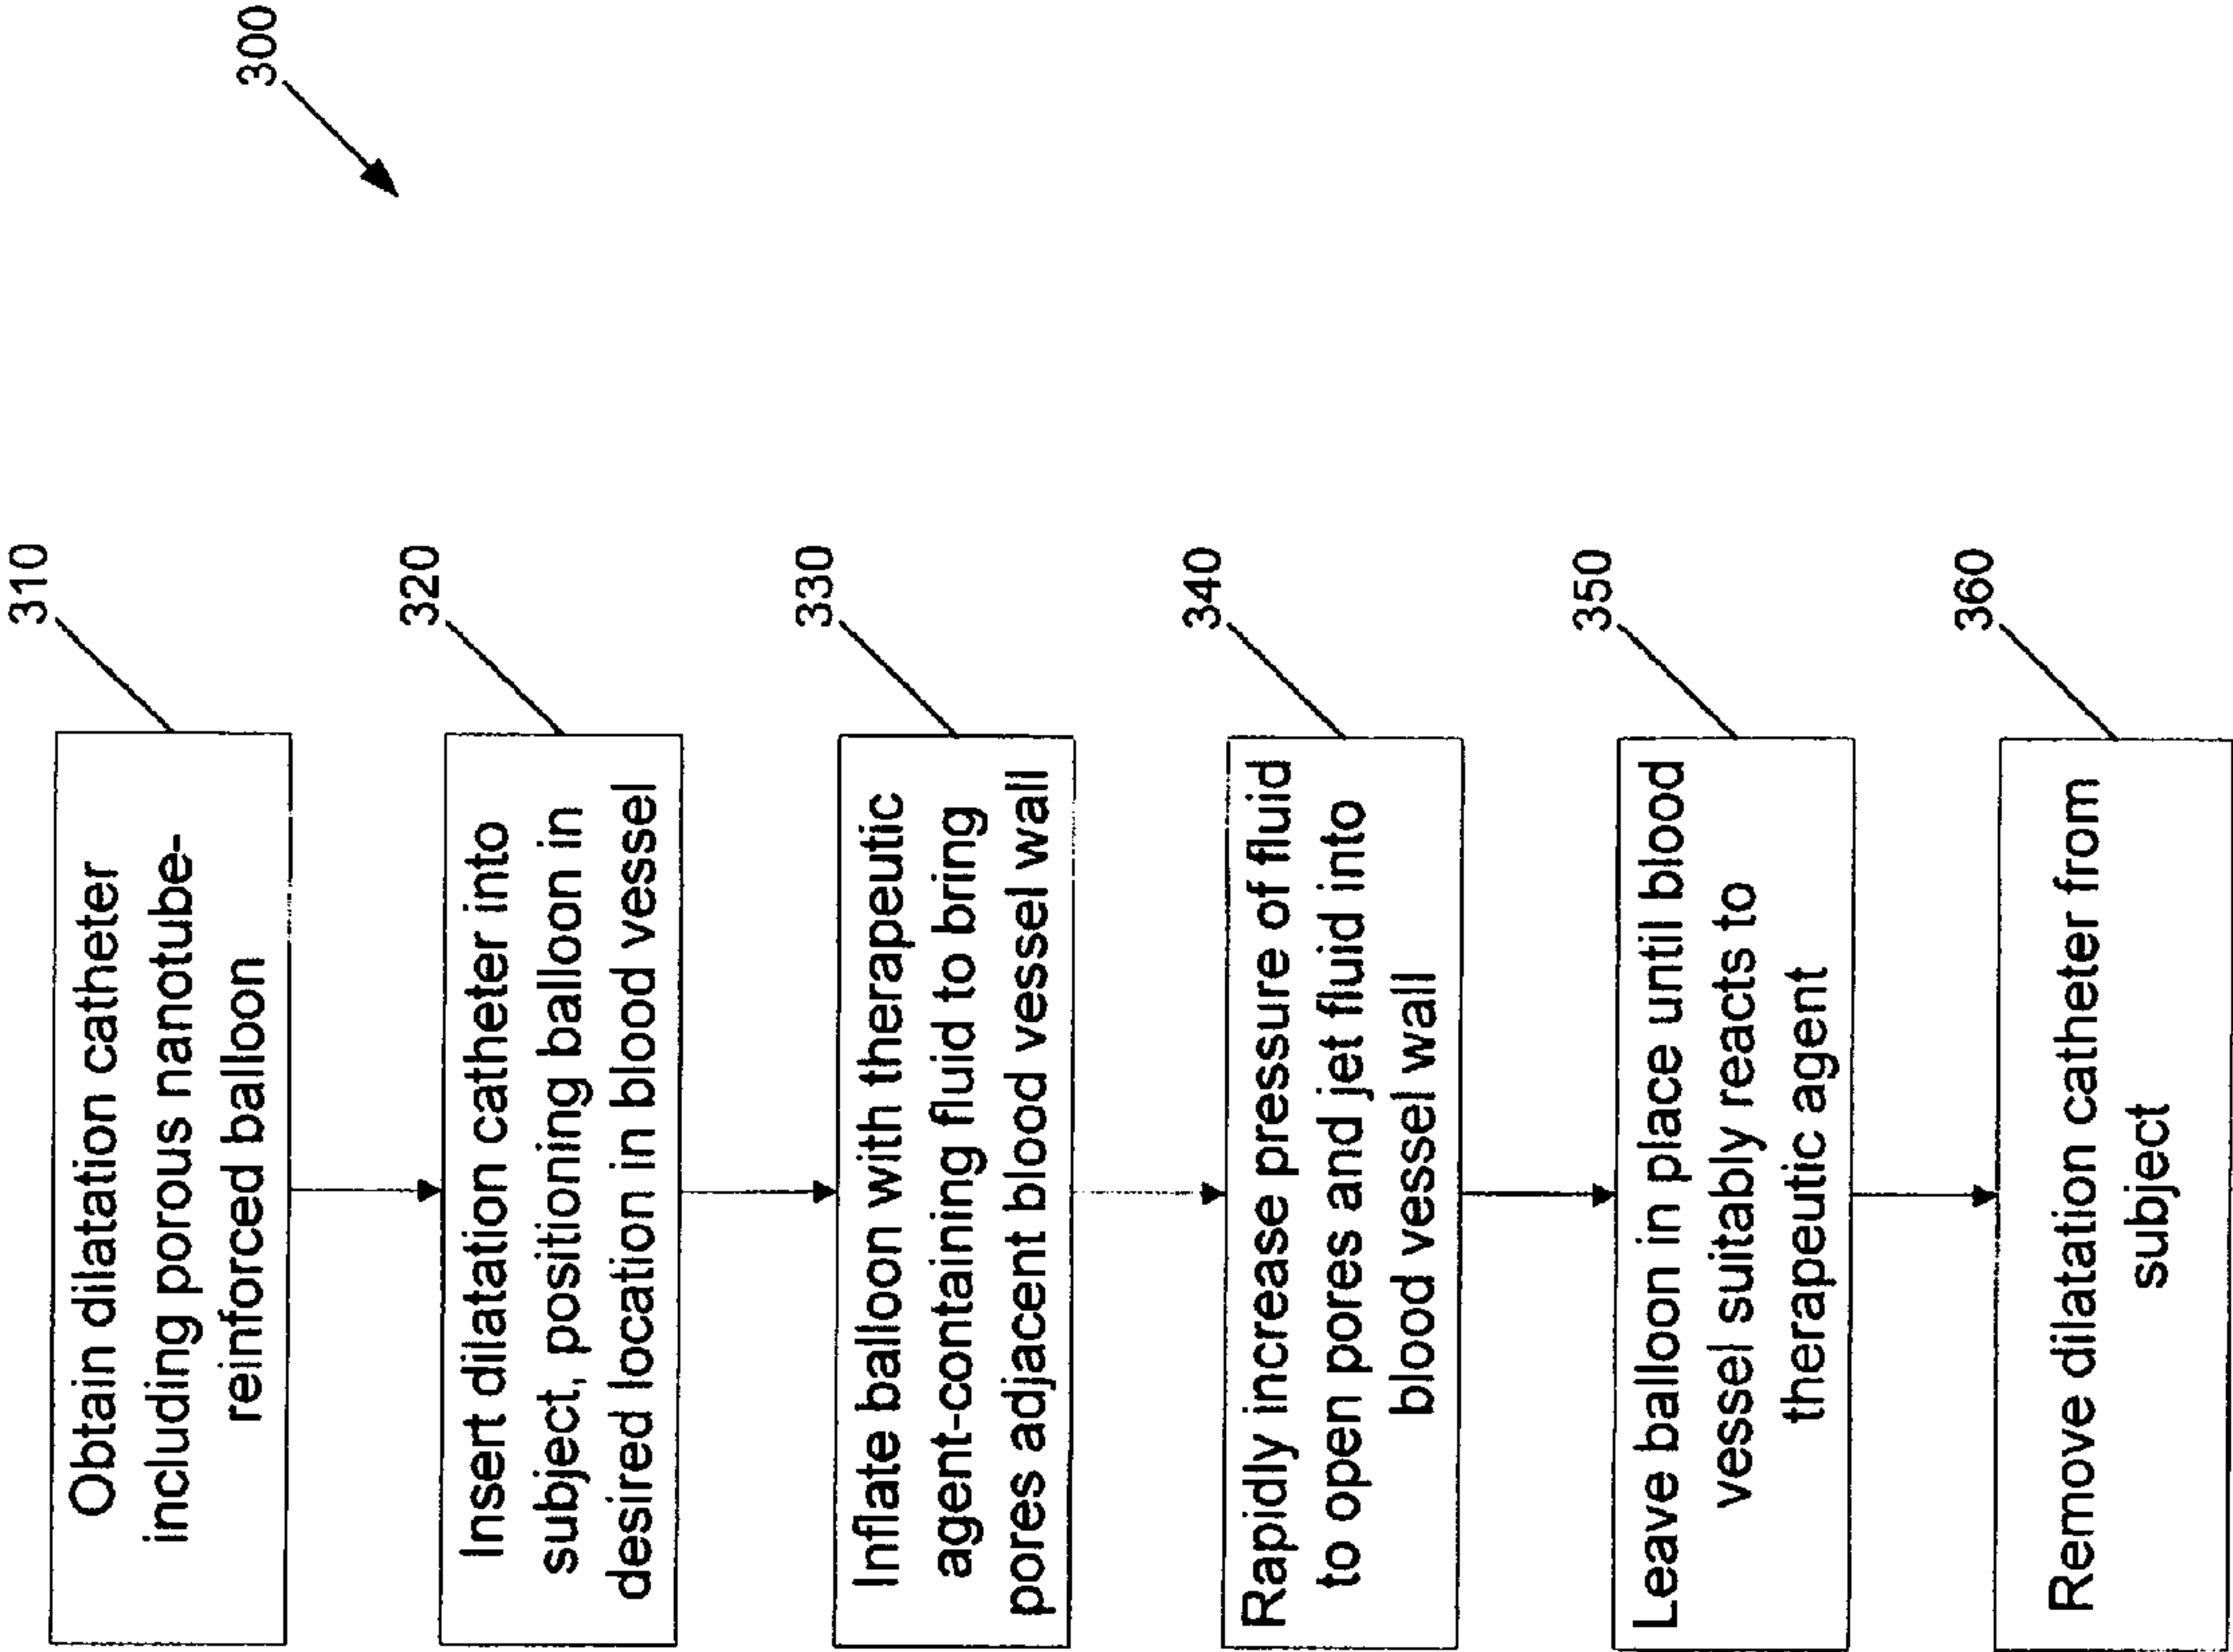 300
310
Obtain dilatation catheter
including porous nanotube-
reinforced balloon
320
Insert dilatation catheter into
subject, positioning balloon in
desired location in blood vessel
330
Inflate balloon with therapeutic
agent-containing fluid to bring
pores adjacent blood vessel wall
340
Rapidly increase pressure of fluid
to open pores and jet fluid into
blood vessel wall
350
Leave balloon in place until blood
vessel suitably reacts to
therapeutic agent
360
Remove dilatation catheter from
subject